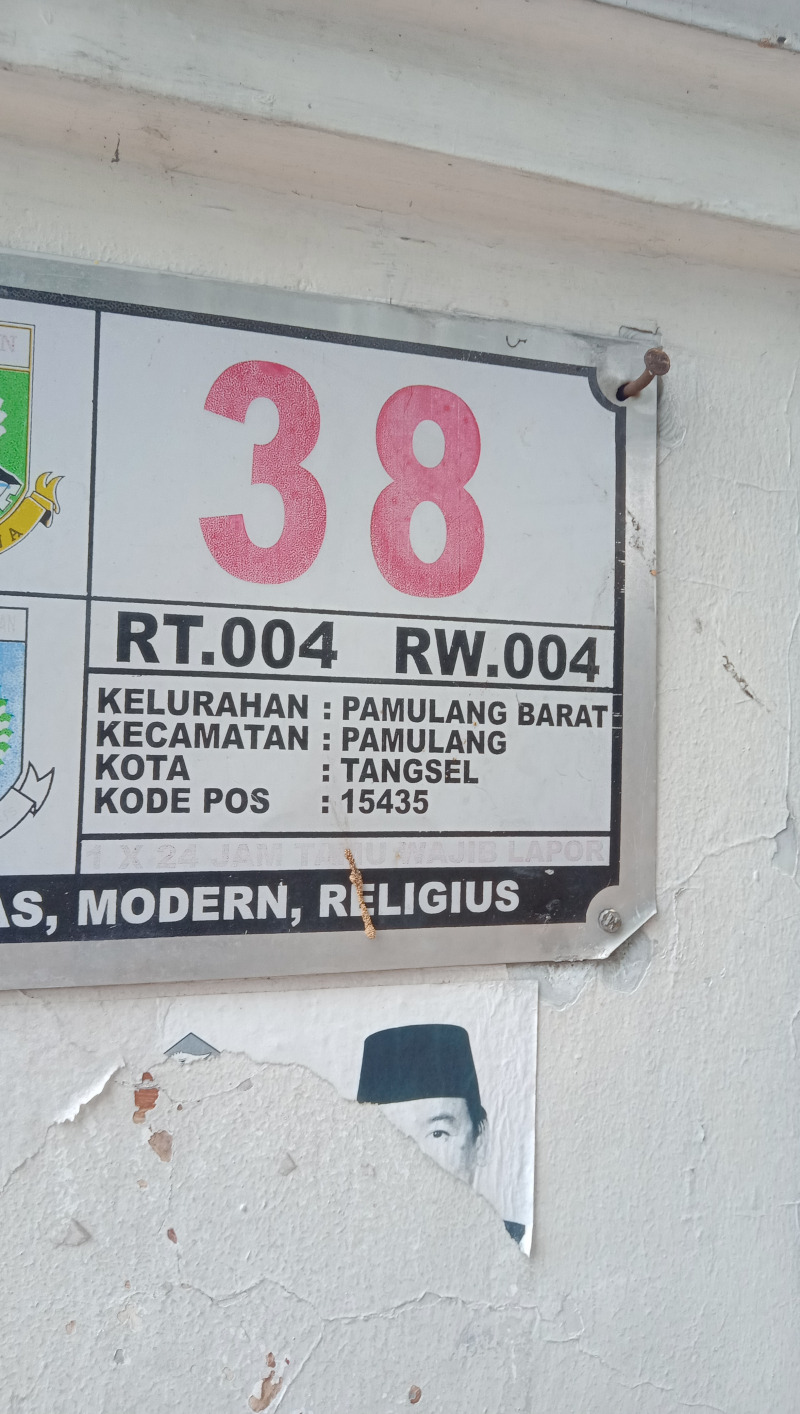 38
RT.004 RW.004
KELURAHAN : PAMULANG BARAT
KECAMATAN : PAMULANG
KOTA : TANGSEL
KODE POS : 15435
1 X 24 JAM TAMU WAJIB LAPOR
AS, MODERN, RELIGIUS